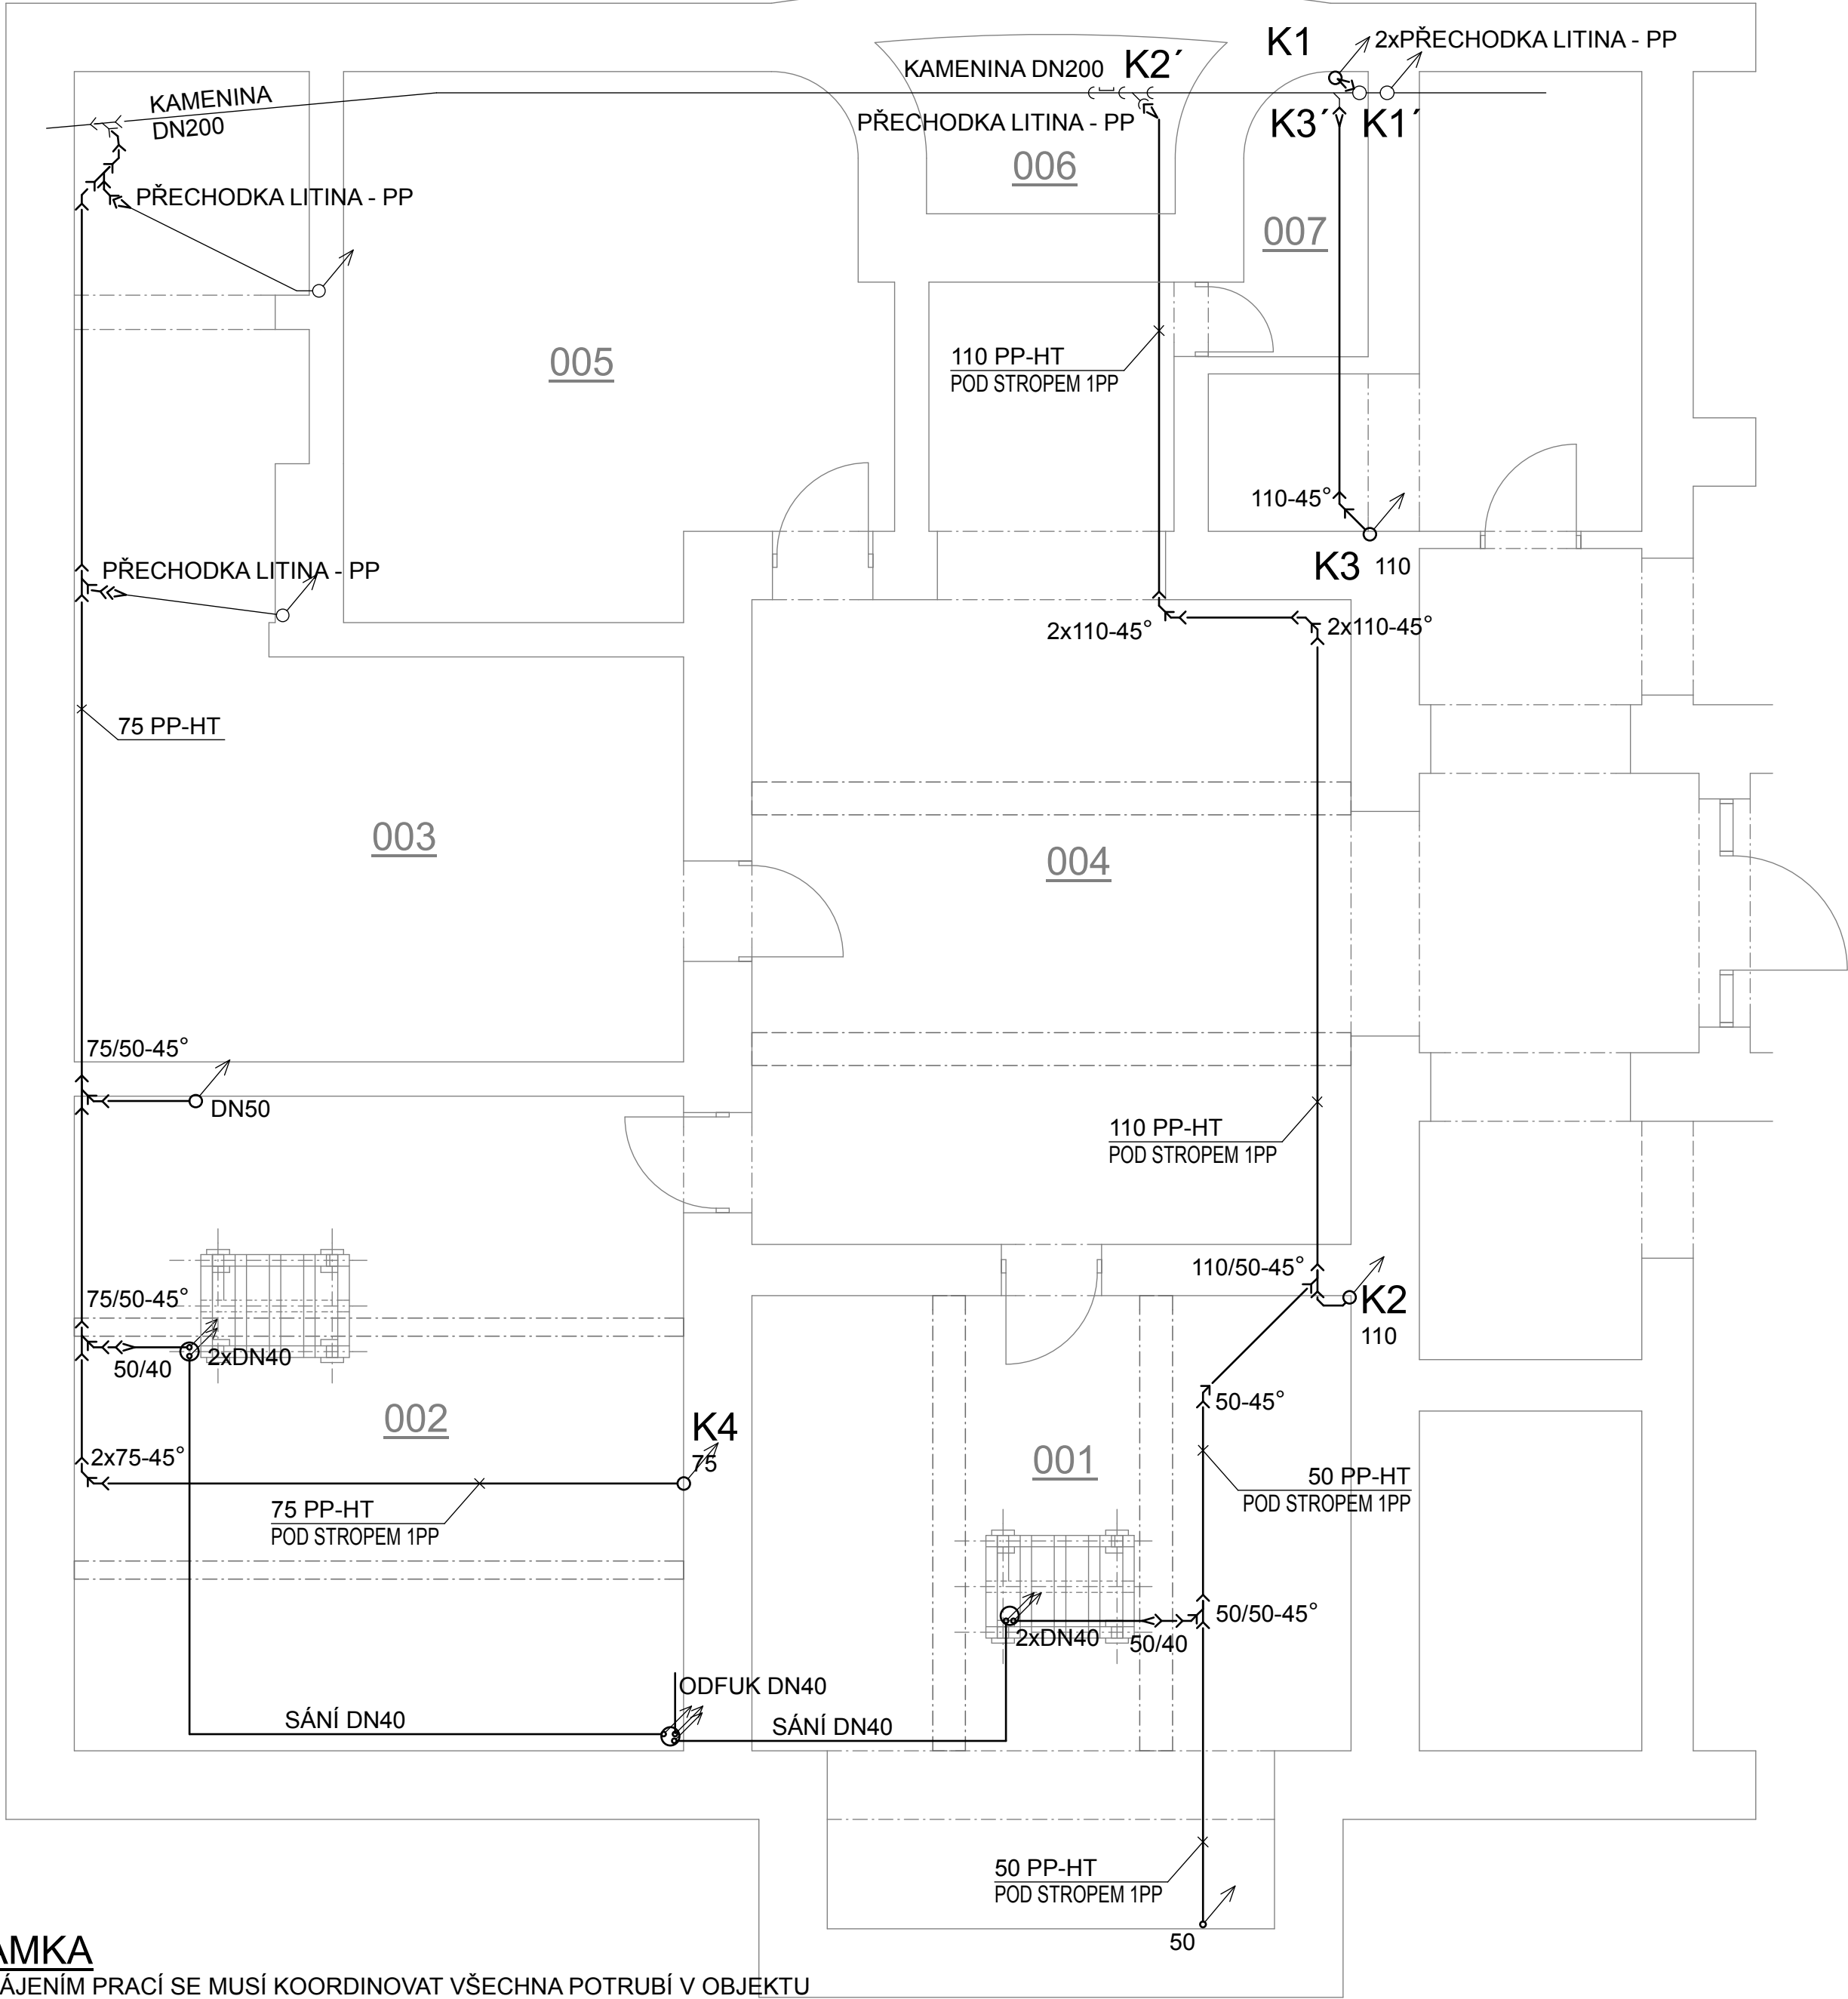 K1
2xPŘECHODKA LITINA - PP
KAMENINA DN200
K2´
KAMENINA
DN200
PŘECHODKA LITINA - PP
K3´
K1´
006
PŘECHODKA LITINA - PP
007
005
110 PP-HT
POD STROPEM 1PP
110-45°
K3
110
PŘECHODKA LITINA - PP
2x110-45°
2x110-45°
75 PP-HT
003
004
75/50-45°
DN50
110 PP-HT
POD STROPEM 1PP
110/50-45°
K2
110
75/50-45°
50/40
2xDN40
50-45°
002
K4
75
2x75-45°
001
50 PP-HT
POD STROPEM 1PP
75 PP-HT
POD STROPEM 1PP
50/50-45°
2xDN40
50/40
ODFUK DN40
SÁNÍ DN40
SÁNÍ DN40
50 PP-HT
POD STROPEM 1PP
50
AMKA
ÁJENÍM PRACÍ SE MUSÍ KOORDINOVAT VŠECHNA POTRUBÍ V OBJEKTU